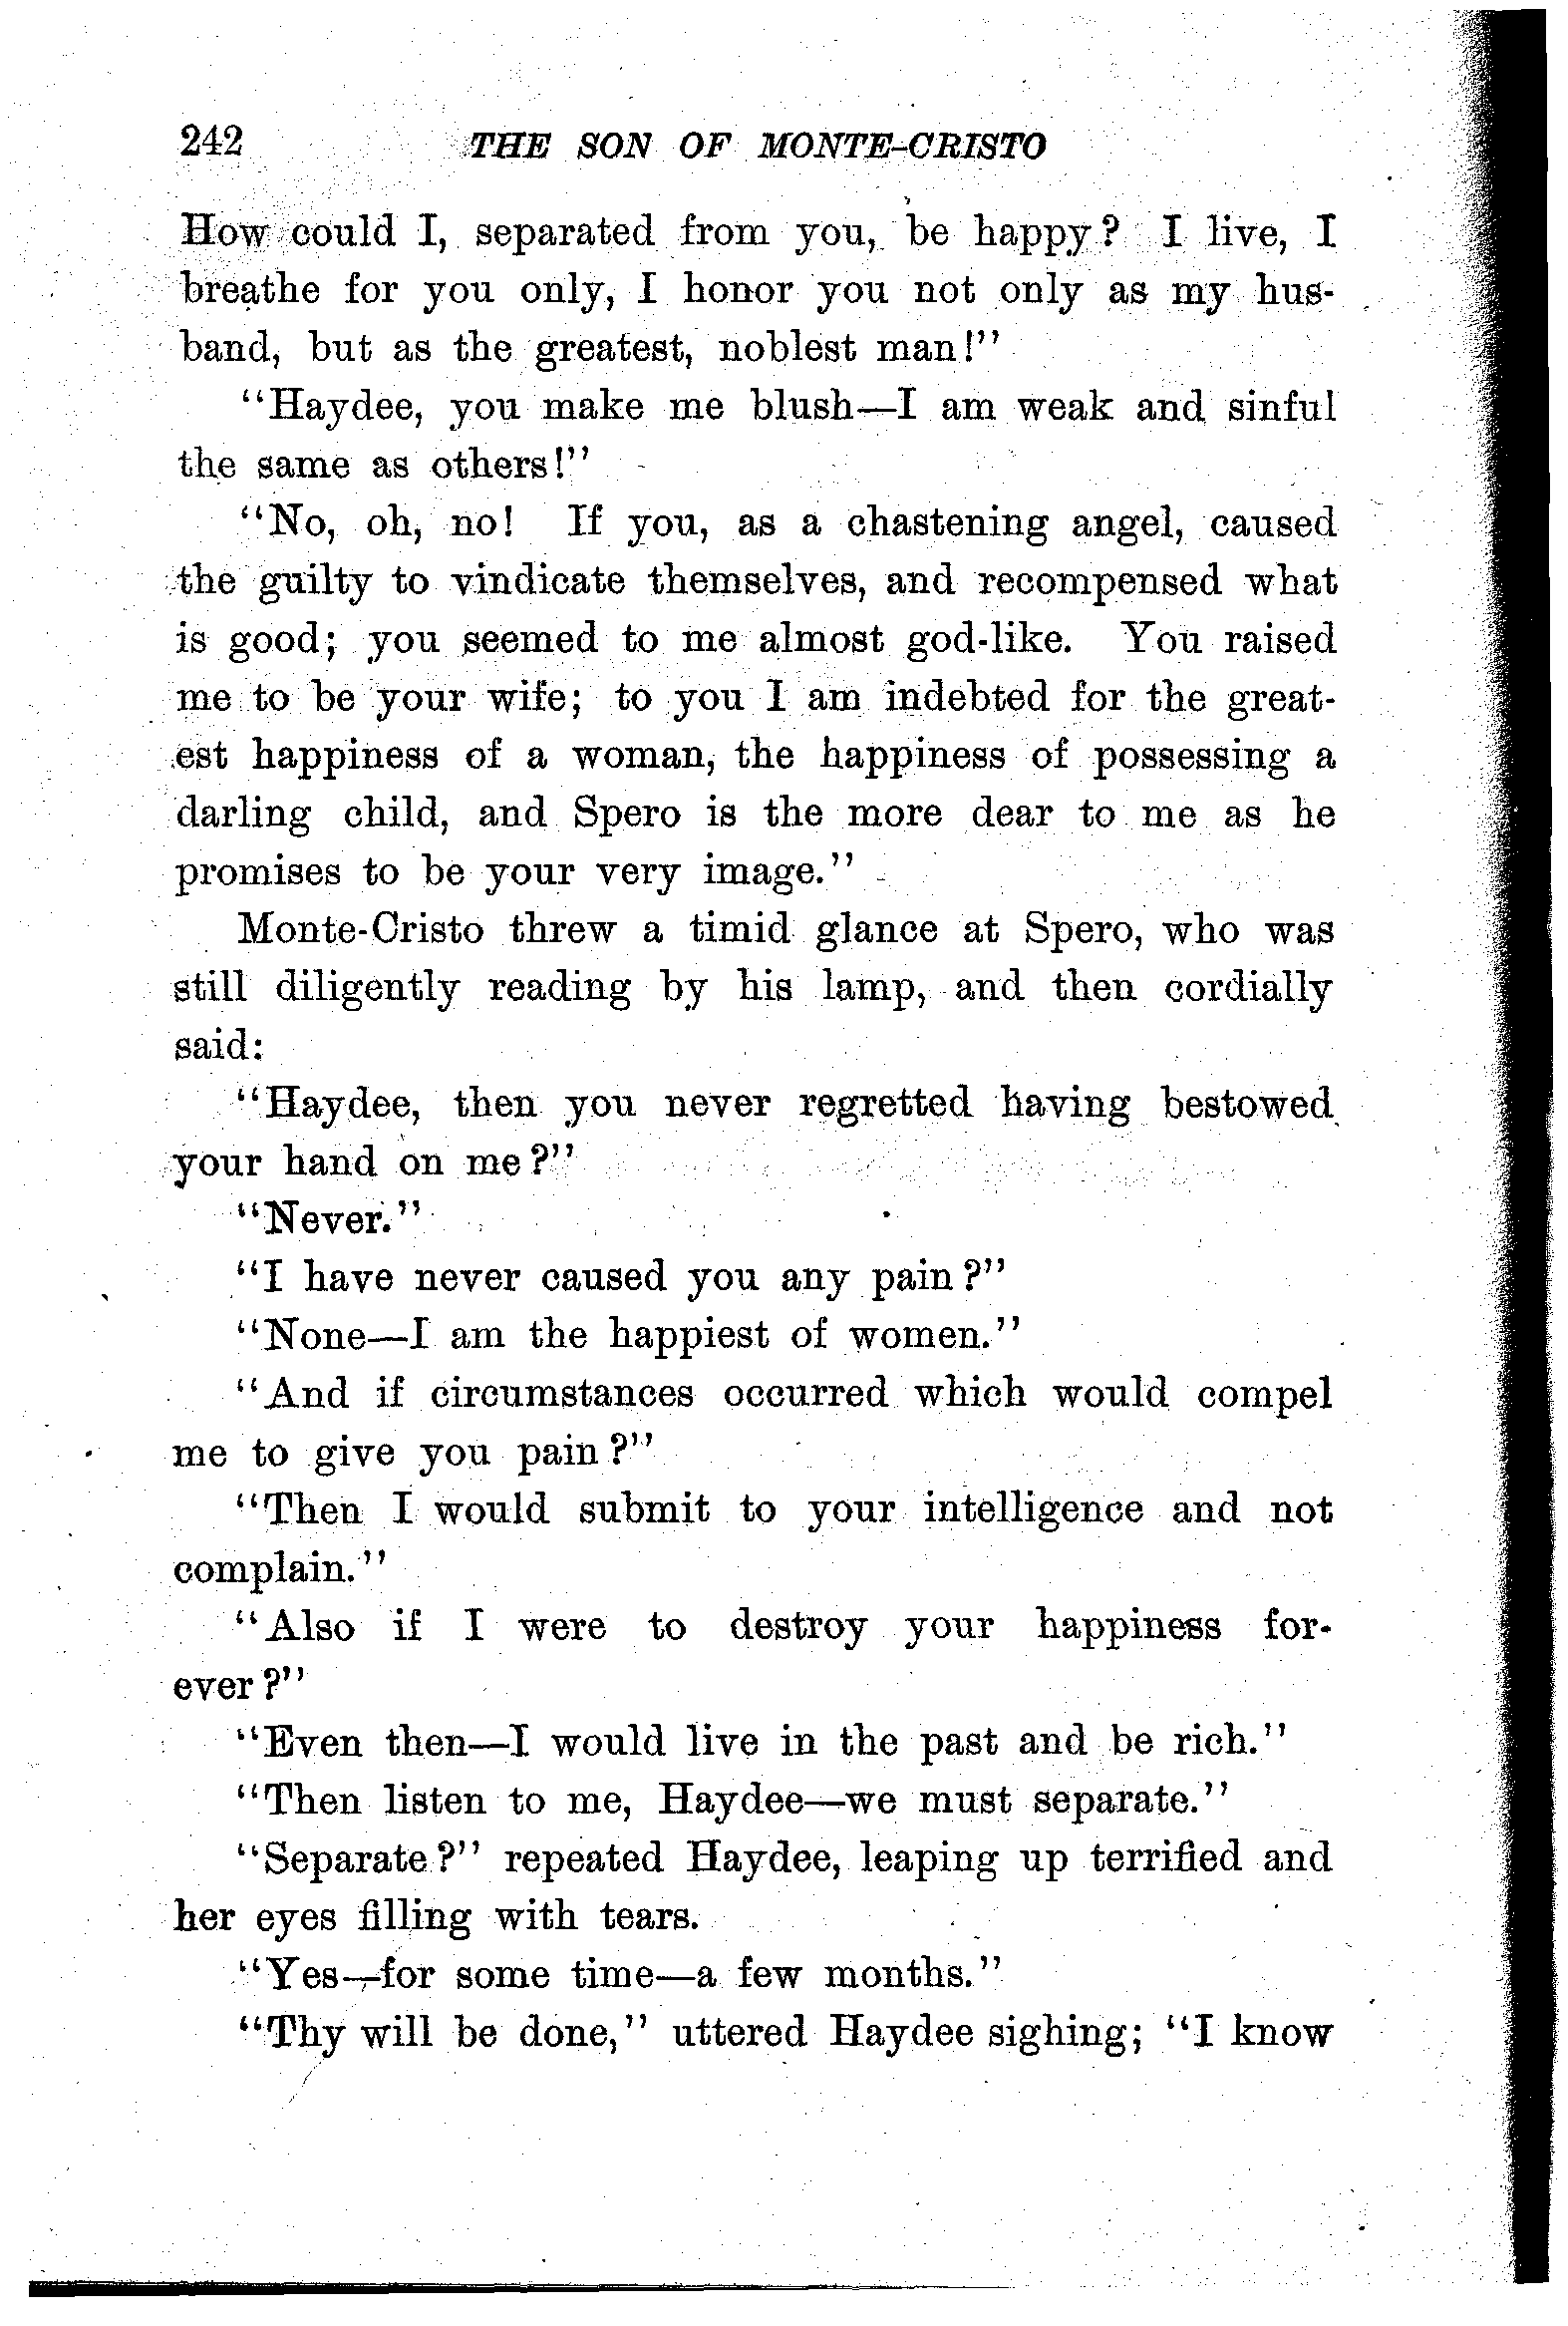 242 THE SON OF MONTE-CRISTO
How could I, separated from you, be happy? I live, I
breathe for you only, I honor you not only as my hus-
band, but as the greatest, noblest man!"
"Haydee, you make me blush—I am weak and sinful
the same as others!"
"No, oh, no! If you, as a chastening angel, caused
the guilty to vindicate themselves, and recompensed what
is good; you seemed to me almost god-like. You raised
me to be your wife; to you I am indebted for the great-
est happiness of a woman, the happiness of possessing a
darling child, and Spero is the more dear to me as he
promises to be your very image."
Monte-Cristo threw a timid glance at Spero, who was
still diligently reading by his lamp, and then cordially
said:
"Haydee, then you never regretted having bestowed
your hand on me?"
"Never."
"I have never caused you any pain?"
"None—I am the happiest of women."
"And if circumstances occurred which would compel
me to give you pain?"
"Then I would submit to your intelligence and not
complain."
"Also if I were to destroy your happiness for-
ever?"
"Even then—I would live in the past and be rich."
"Then listen to me, Haydee—we must separate."
"Separate?" repeated Haydee, leaping up terrified and
her eyes filling with tears.
"Yes—for some time—a few months."
"Thy will be done," uttered Haydee sighing; "I know